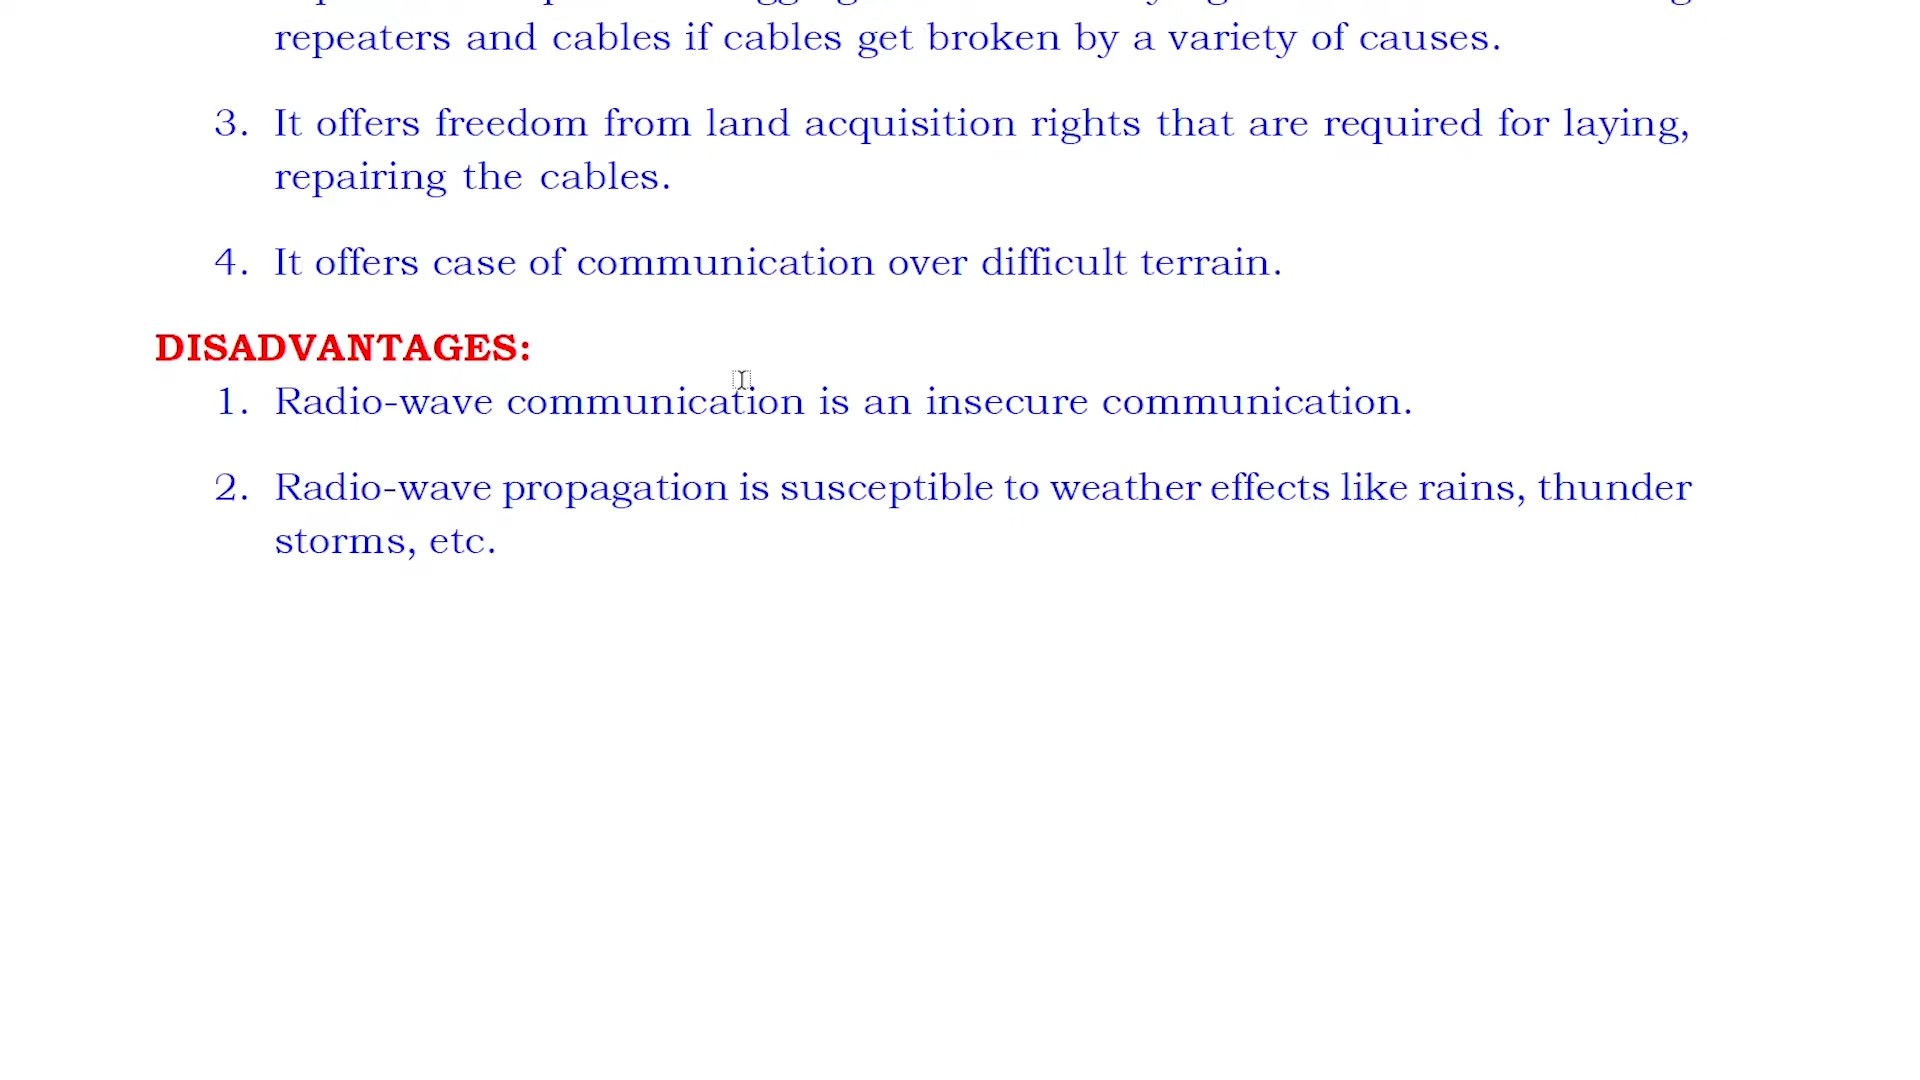 repeaters and cables if cables get broken by a variety of causes.
3. It offers freedom from land acquisition rights that are required for laying,
repairing the cables.
4. It offers case of communication over difficult terrain.
DISADVANTAGES:
1. Radio-wave communication is an insecure communication.
2. Radio-wave propagation is susceptible to weather effects like rains, thunder
storms, etc.